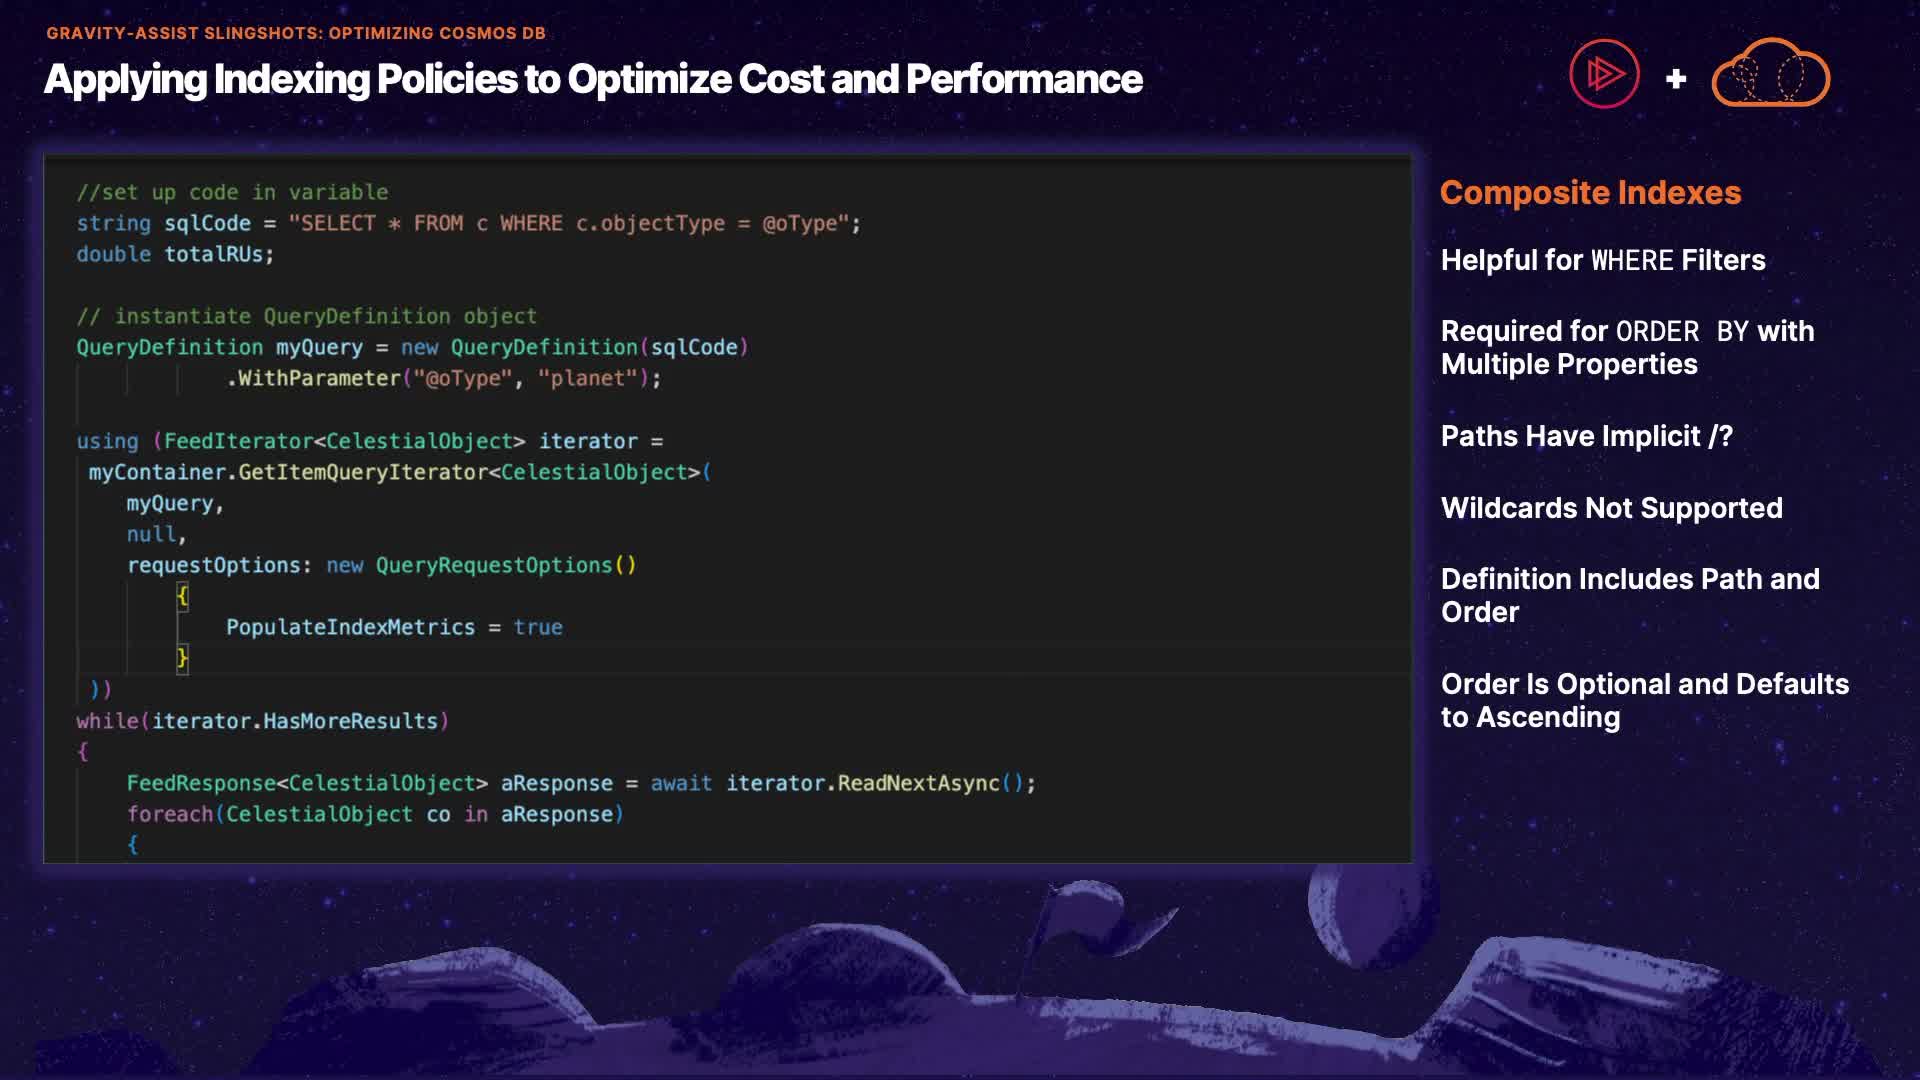 GRAVITY-ASSIST SLINGSHOTS: OPTIMIZING COSMOS DB
Applying Indexing Policies to Optimize Cost and Performance
+
//set up code in variable
string sqlCode = "SELECT * FROM c WHERE c.objectType = @oType";
double totalRUs;
// instantiate QueryDefinition object
QueryDefinition myQuery = new QueryDefinition(sqlCode)
.WithParameter("@oType", "planet");
using (FeedIterator<CelestialObject> iterator =
myContainer.GetItemQueryIterator<CelestialObject>(
myQuery,
null,
requestOptions: new QueryRequestOptions()
{
PopulateIndexMetrics = true
}
))
while(iterator.HasMoreResults)
{
FeedResponse<CelestialObject> aResponse = await iterator.ReadNextAsync();
foreach(CelestialObject co in aResponse)
{
Composite Indexes
Helpful for WHERE Filters
Required for ORDER BY with
Multiple Properties
Paths Have Implicit /?
Wildcards Not Supported
Definition Includes Path and
Order
Order Is Optional and Defaults
to Ascending